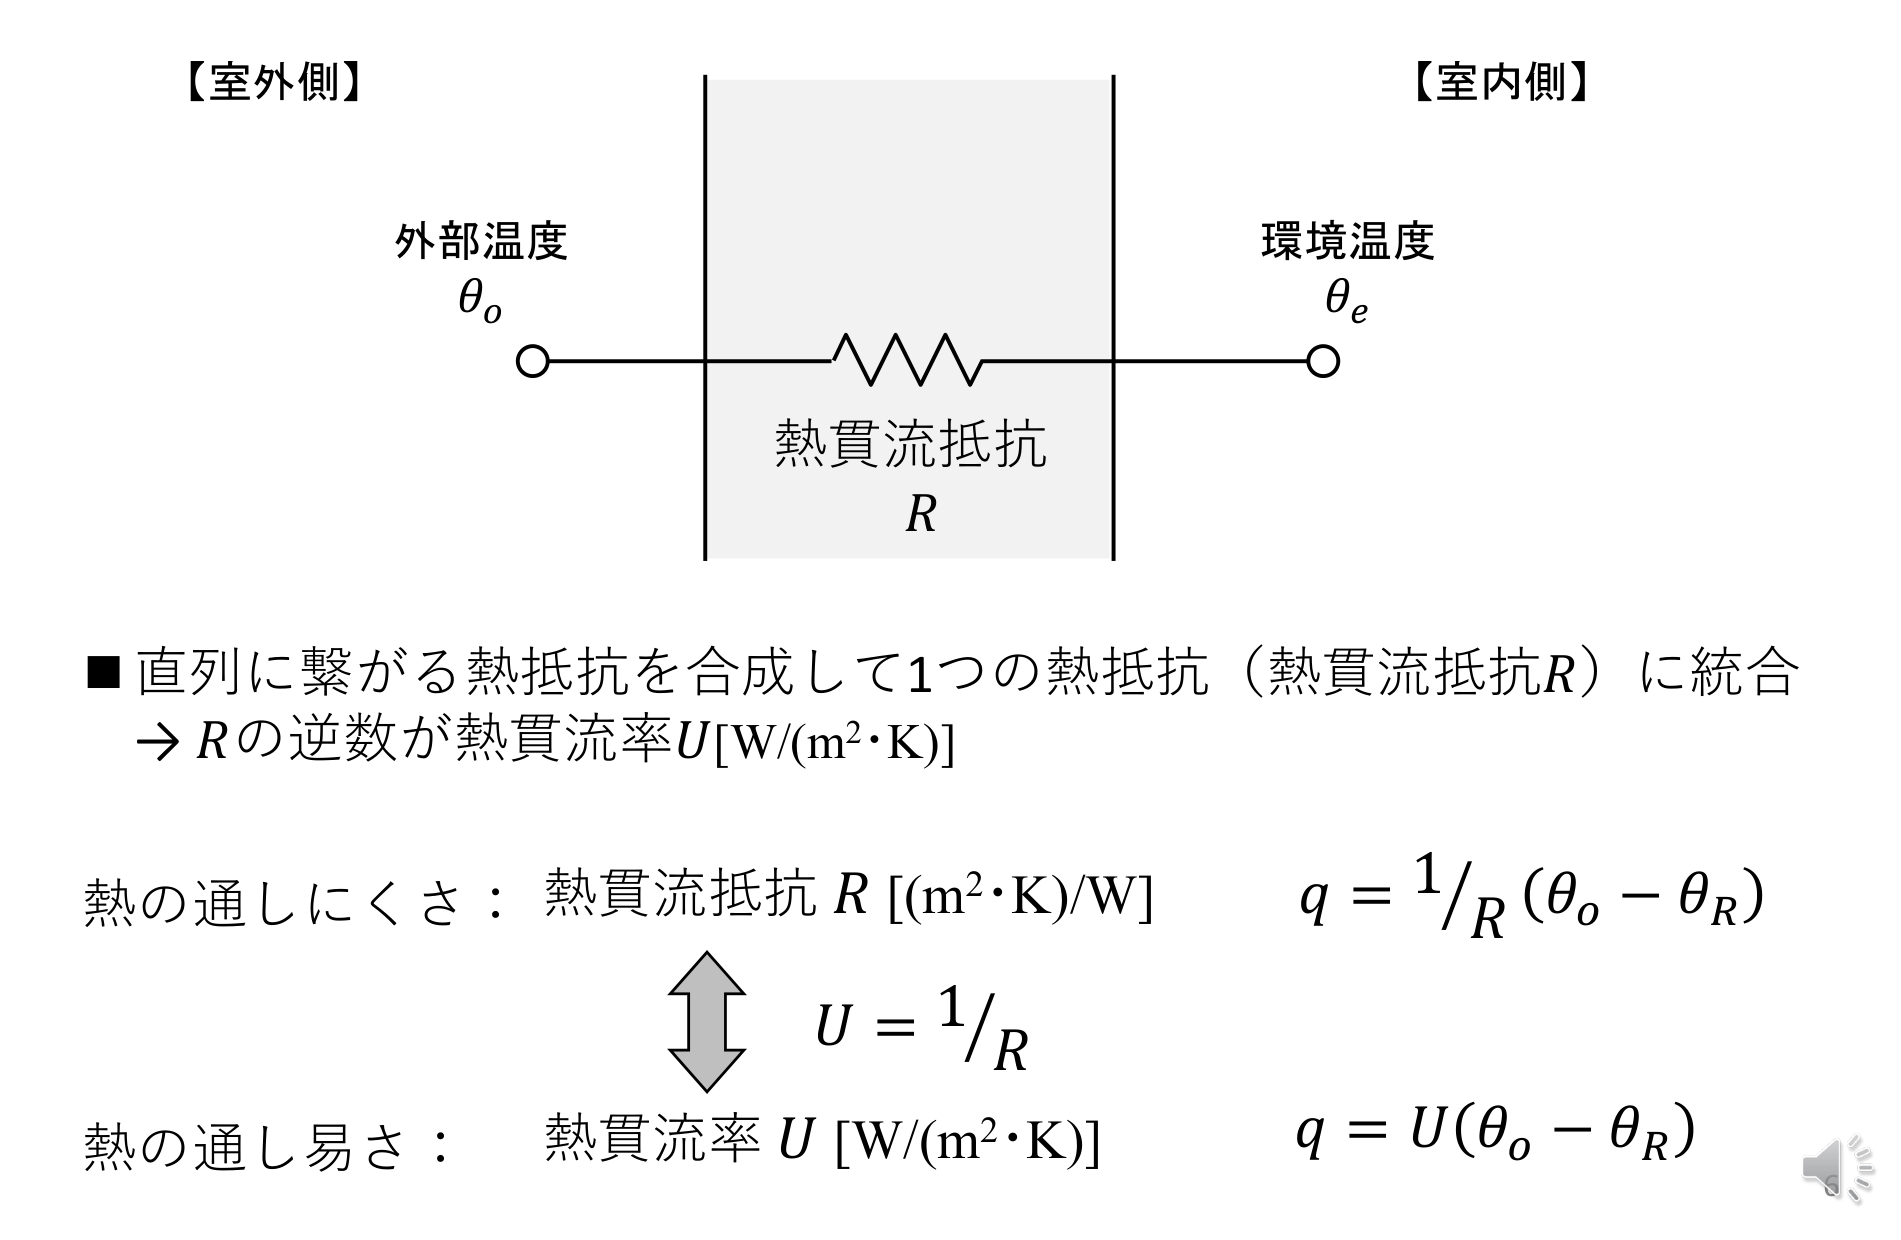 【室外側】
【室内側】
外部温度
θo
環境温度
θe
熱貫流抵抗
R
■ 直列に繋がる熱抵抗を合成して1つの熱抵抗（熱貫流抵抗R）に統合
→ Rの逆数が熱貫流率U[W/(m²･K)]
熱の通しにくさ： 熱貫流抵抗 R [(m²･K)/W] q = 1/R (θo − θR)
U = 1/R
熱の通し易さ： 熱貫流率 U [W/(m²･K)] q = U(θo − θR)
6